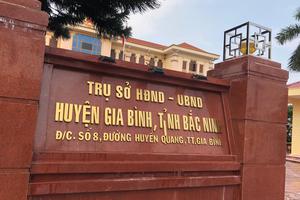 TRỤ SỞ HĐND - UBND
HUYỆN GIA BÌNH, TỈNH BẮC NINH
Đ/C. SỐ 8, ĐƯỜNG HUYỀN QUANG, TT. GIA BÌNH